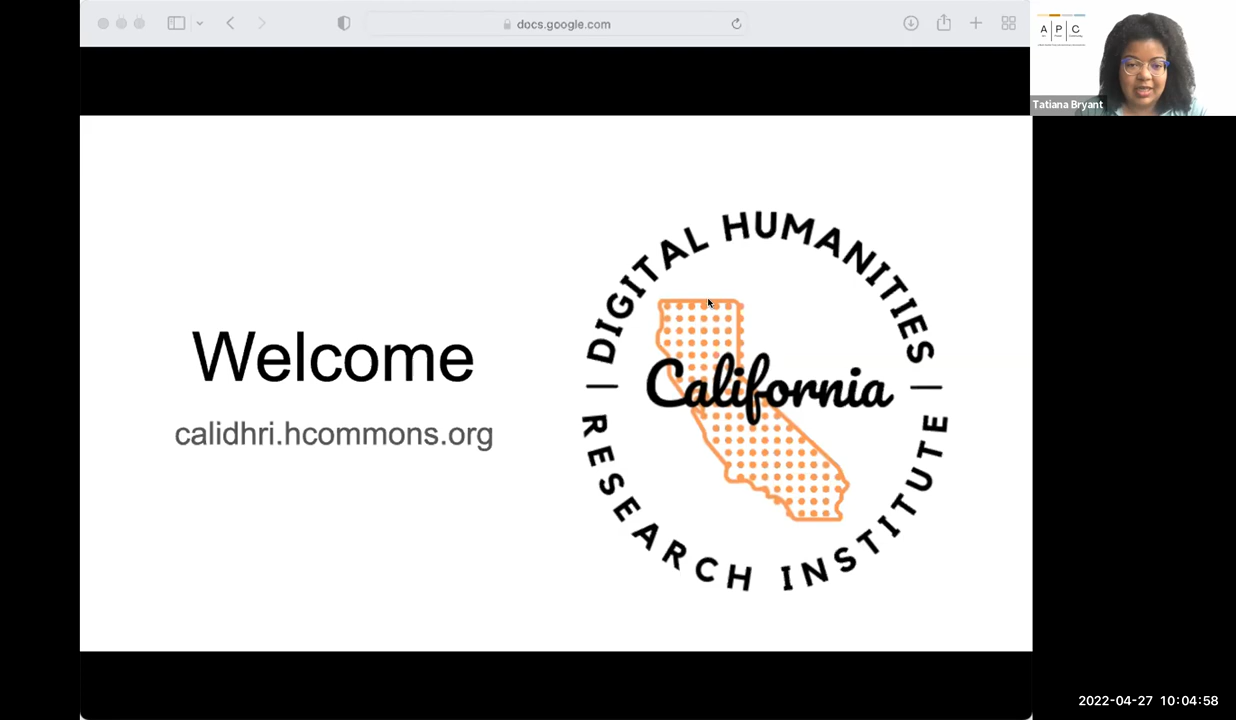 docs.google.com
A P C
Tatiana Bryant
Welcome
calidhri.hcommons.org
DIGITAL HUMANITIES
California
RESEARCH INSTITUTE
2022-04-27 10:04:58